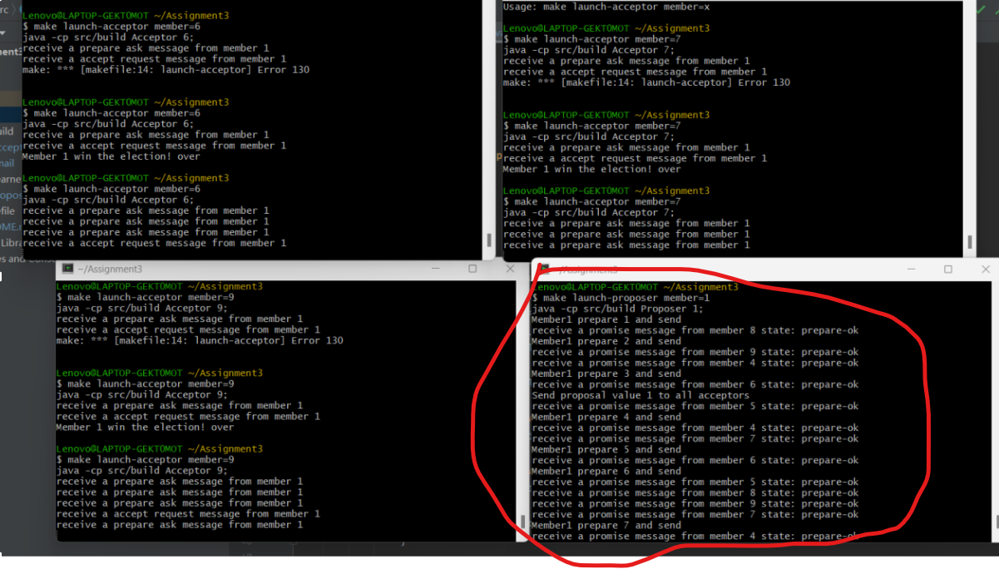 rc
ment3
uild
ccept
mail
earne
opos
file
OME.r
Libra
es and Conso
Lenovo@LAPTOP-GEKT0MOT ~/Assignment3
$ make launch-acceptor member=6
java -cp src/build Acceptor 6;
receive a prepare ask message from member 1
receive a accept request message from member 1
make: *** [makefile:14: launch-acceptor] Error 130
Lenovo@LAPTOP-GEKT0MOT ~/Assignment3
$ make launch-acceptor member=6
java -cp src/build Acceptor 6;
receive a prepare ask message from member 1
receive a accept request message from member 1
Member 1 win the election! over
Lenovo@LAPTOP-GEKT0MOT ~/Assignment3
$ make launch-acceptor member=6
java -cp src/build Acceptor 6;
receive a prepare ask message from member 1
receive a prepare ask message from member 1
receive a prepare ask message from member 1
receive a accept request message from member 1
Usage: make launch-acceptor member=x
Lenovo@LAPTOP-GEKT0MOT ~/Assignment3
$ make launch-acceptor member=7
java -cp src/build Acceptor 7;
receive a prepare ask message from member 1
receive a accept request message from member 1
make: *** [makefile:14: launch-acceptor] Error 130
Lenovo@LAPTOP-GEKT0MOT ~/Assignment3
$ make launch-acceptor member=7
java -cp src/build Acceptor 7;
receive a prepare ask message from member 1
receive a accept request message from member 1
Member 1 win the election! over
Lenovo@LAPTOP-GEKT0MOT ~/Assignment3
$ make launch-acceptor member=7
java -cp src/build Acceptor 7;
receive a prepare ask message from member 1
receive a prepare ask message from member 1
receive a prepare ask message from member 1
~/Assignment3
Lenovo@LAPTOP-GEKT0MOT ~/Assignment3
$ make launch-acceptor member=9
java -cp src/build Acceptor 9;
receive a prepare ask message from member 1
receive a accept request message from member 1
make: *** [makefile:14: launch-acceptor] Error 130
Lenovo@LAPTOP-GEKT0MOT ~/Assignment3
$ make launch-acceptor member=9
java -cp src/build Acceptor 9;
receive a prepare ask message from member 1
receive a accept request message from member 1
Member 1 win the election! over
Lenovo@LAPTOP-GEKT0MOT ~/Assignment3
$ make launch-acceptor member=9
java -cp src/build Acceptor 9;
receive a prepare ask message from member 1
receive a prepare ask message from member 1
receive a prepare ask message from member 1
receive a accept request message from member 1
receive a prepare ask message from member 1
~/Assignment3
Lenovo@LAPTOP-GEKT0MOT ~/Assignment3
$ make launch-proposer member=1
java -cp src/build Proposer 1;
Member1 prepare 1 and send
receive a promise message from member 8 state: prepare-ok
Member1 prepare 2 and send
receive a promise message from member 9 state: prepare-ok
receive a promise message from member 4 state: prepare-ok
Member1 prepare 3 and send
receive a promise message from member 6 state: prepare-ok
Send proposal value 1 to all acceptors
receive a promise message from member 5 state: prepare-ok
Member1 prepare 4 and send
receive a promise message from member 4 state: prepare-ok
receive a promise message from member 7 state: prepare-ok
Member1 prepare 5 and send
receive a promise message from member 6 state: prepare-ok
Member1 prepare 6 and send
receive a promise message from member 5 state: prepare-ok
receive a promise message from member 8 state: prepare-ok
receive a promise message from member 9 state: prepare-ok
receive a promise message from member 7 state: prepare-ok
Member1 prepare 7 and send
receive a promise message from member 4 state: prepare-ok